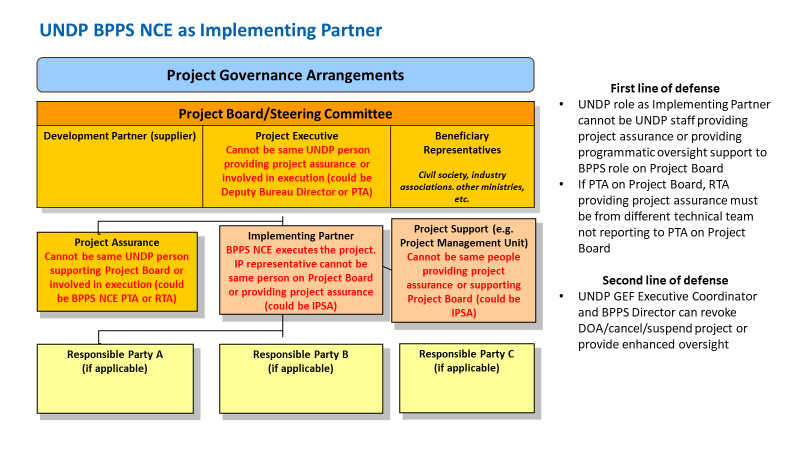 UNDP BPPS NCE as Implementing Partner
Project Governance Arrangements
Project Board/Steering Committee
Development Partner (supplier)
Project Executive
Cannot be same UNDP person
providing project assurance or
involved in execution (could be
Deputy Bureau Director or PTA)
Beneficiary
Representatives
Civil society, industry
associations. other ministries,
etc.
Project Assurance
Cannot be same UNDP person
supporting Project Board or
involved in execution (could
be BPPS NCE PTA or RTA)
Implementing Partner
BPPS NCE executes the project.
IP representative cannot be
same person on Project Board
or providing project assurance
(could be IPSA)
Project Support (e.g.
Project Management Unit)
Cannot be same people
providing project
assurance or supporting
Project Board (could be
IPSA)
Responsible Party A
(if applicable)
Responsible Party B
(if applicable)
Responsible Party C
(if applicable)
First line of defense
• UNDP role as Implementing Partner
cannot be UNDP staff providing
project assurance or providing
programmatic oversight support to
BPPS role on Project Board
• If PTA on Project Board, RTA
providing project assurance must
be from different technical team
not reporting to PTA on Project
Board
Second line of defense
• UNDP GEF Executive Coordinator
and BPPS Director can revoke
DOA/cancel/suspend project or
provide enhanced oversight